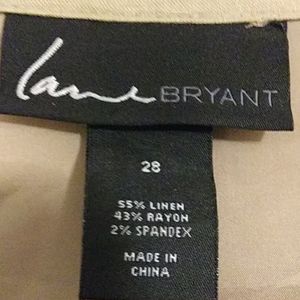 Lane BRYANT
28
55% LINEN
43% RAYON
2% SPANDEX
MADE IN
CHINA